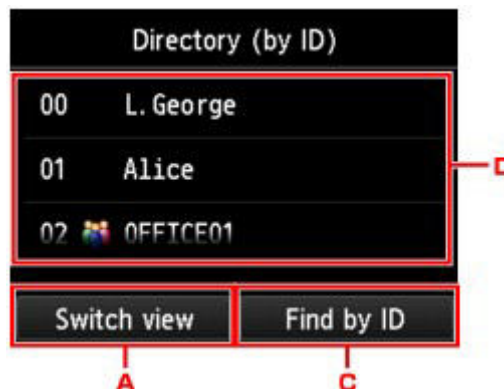 Directory (by ID)
00 L.George
01 Alice
02 OFFICE01
Switch view Find by ID
A C